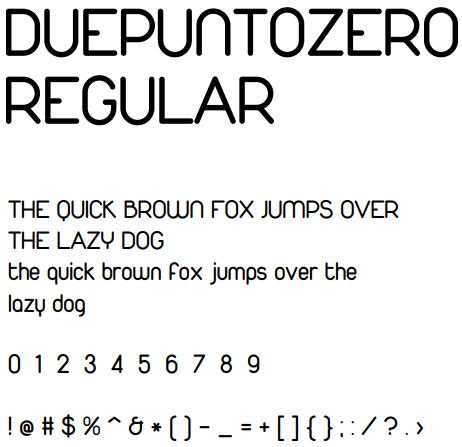 DUEPUNTOZERO
REGULAR
THE QUICK BROWN FOX JUMPS OVER
THE LAZY DOG
the quick brown fox jumps over the
lazy dog
0 1 2 3 4 5 6 7 8 9
! @ # $ % ^ & * ( ) - _ = + [ ] { } ; : / ? . ›